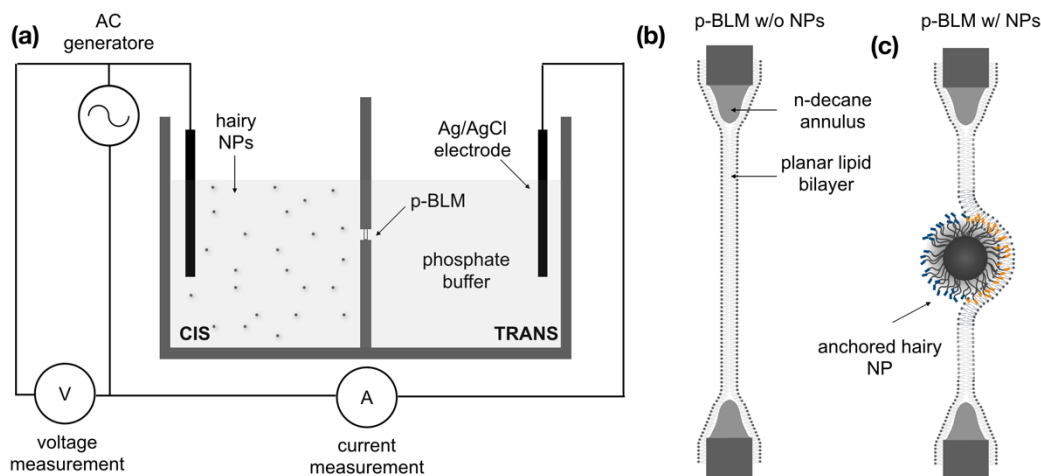 (a)
AC
generatore
hairy
NPs
Ag/AgCl
electrode
p-BLM
phosphate
buffer
CIS
TRANS
V
voltage
measurement
A
current
measurement
(b)
p-BLM w/o NPs
n-decane
annulus
planar lipid
bilayer
(c)
p-BLM w/ NPs
anchored hairy
NP